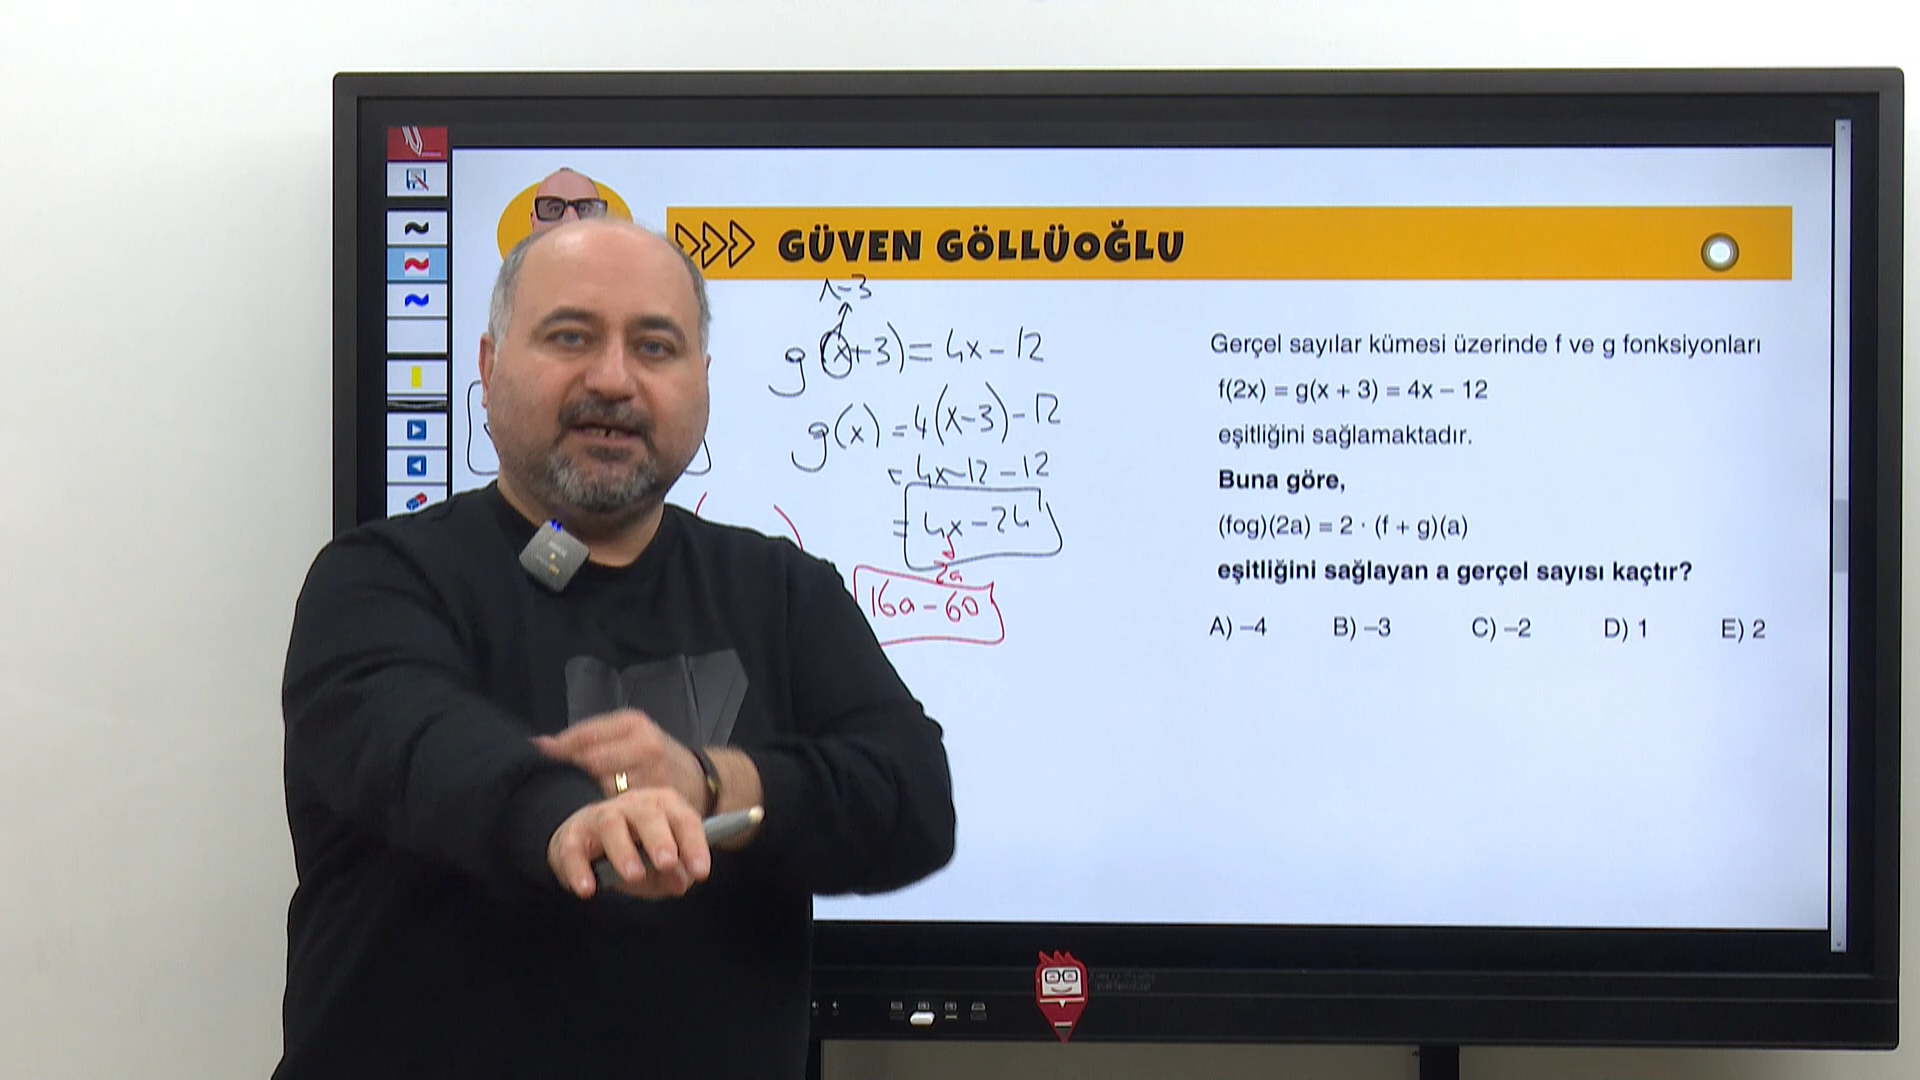 GÜVEN GÖLLÜOĞLU
x-3
g(x+3) = 4x - 12
g(x) = 4(x-3) - 12
= 4x - 12 - 12
= 4x - 24
2a
16a - 60
Gerçel sayılar kümesi üzerinde f ve g fonksiyonları
f(2x) = g(x + 3) = 4x – 12
eşitliğini sağlamaktadır.
Buna göre,
(fog)(2a) = 2 · (f + g)(a)
eşitliğini sağlayan a gerçel sayısı kaçtır?
A) –4 B) –3 C) –2 D) 1 E) 2